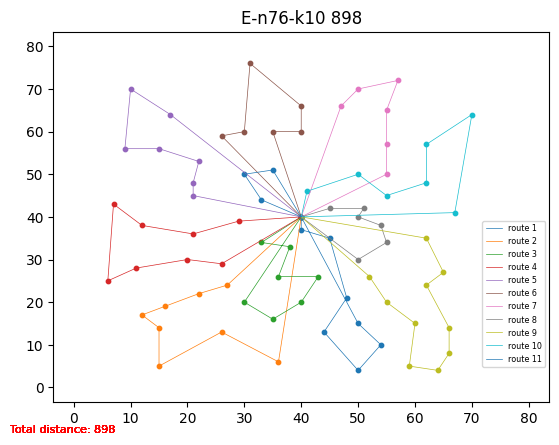 E-n76-k10 898
80
70
60
50
40
30
20
10
0
0 10 20 30 40 50 60 70 80
route 1
route 2
route 3
route 4
route 5
route 6
route 7
route 8
route 9
route 10
route 11
Total distance: 898